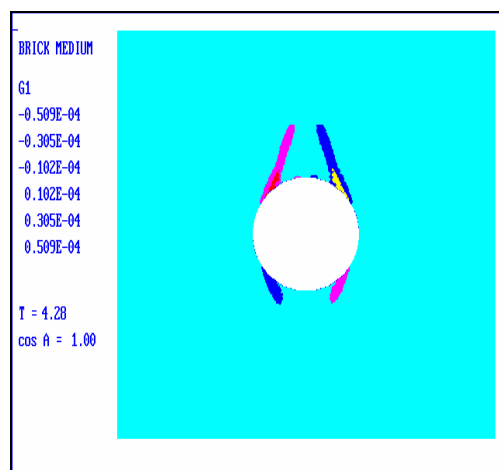 BRICK MEDIUM
G1
-0.509E-04
-0.305E-04
-0.102E-04
0.102E-04
0.305E-04
0.509E-04
T = 4.28
cos A = 1.00